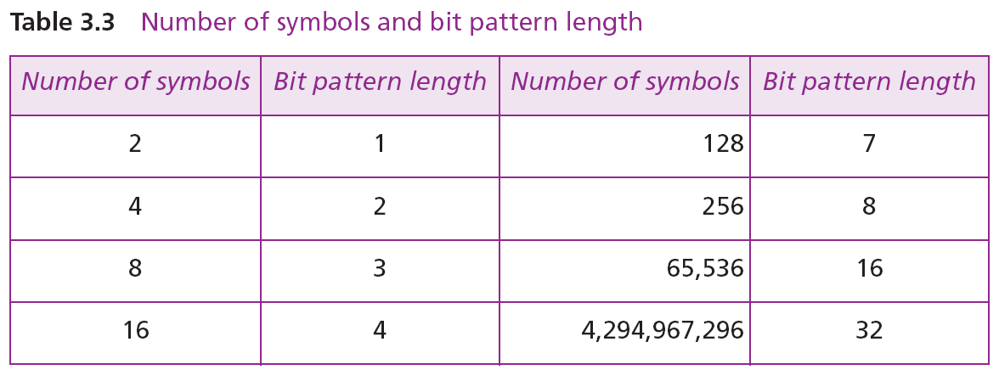 Table 3.3 Number of symbols and bit pattern length
Number of symbols Bit pattern length Number of symbols Bit pattern length
2 1 128 7
4 2 256 8
8 3 65,536 16
16 4 4,294,967,296 32